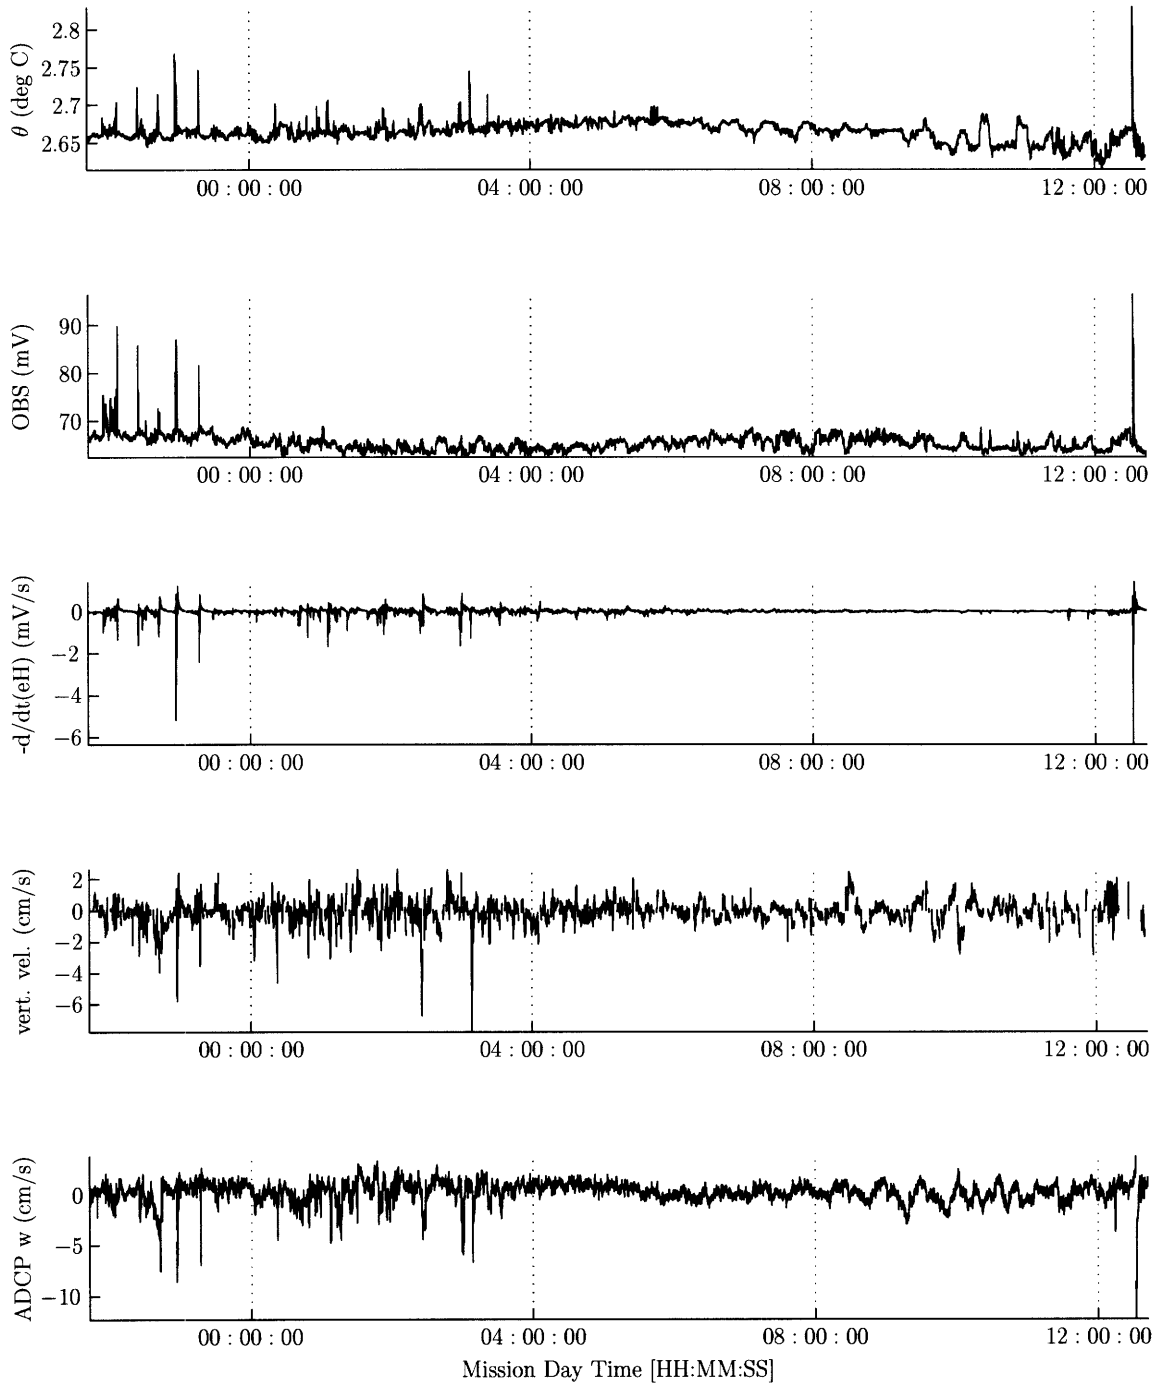 θ (deg C)
2.8
2.75
2.7
2.65
00 : 00 : 00
04 : 00 : 00
08 : 00 : 00
12 : 00 : 00
OBS (mV)
90
80
70
00 : 00 : 00
04 : 00 : 00
08 : 00 : 00
12 : 00 : 00
-d/dt(eH) (mV/s)
0
−2
−4
−6
00 : 00 : 00
04 : 00 : 00
08 : 00 : 00
12 : 00 : 00
vert. vel. (cm/s)
2
0
−2
−4
−6
00 : 00 : 00
04 : 00 : 00
08 : 00 : 00
12 : 00 : 00
ADCP w (cm/s)
0
−5
−10
00 : 00 : 00
04 : 00 : 00
08 : 00 : 00
12 : 00 : 00
Mission Day Time [HH:MM:SS]